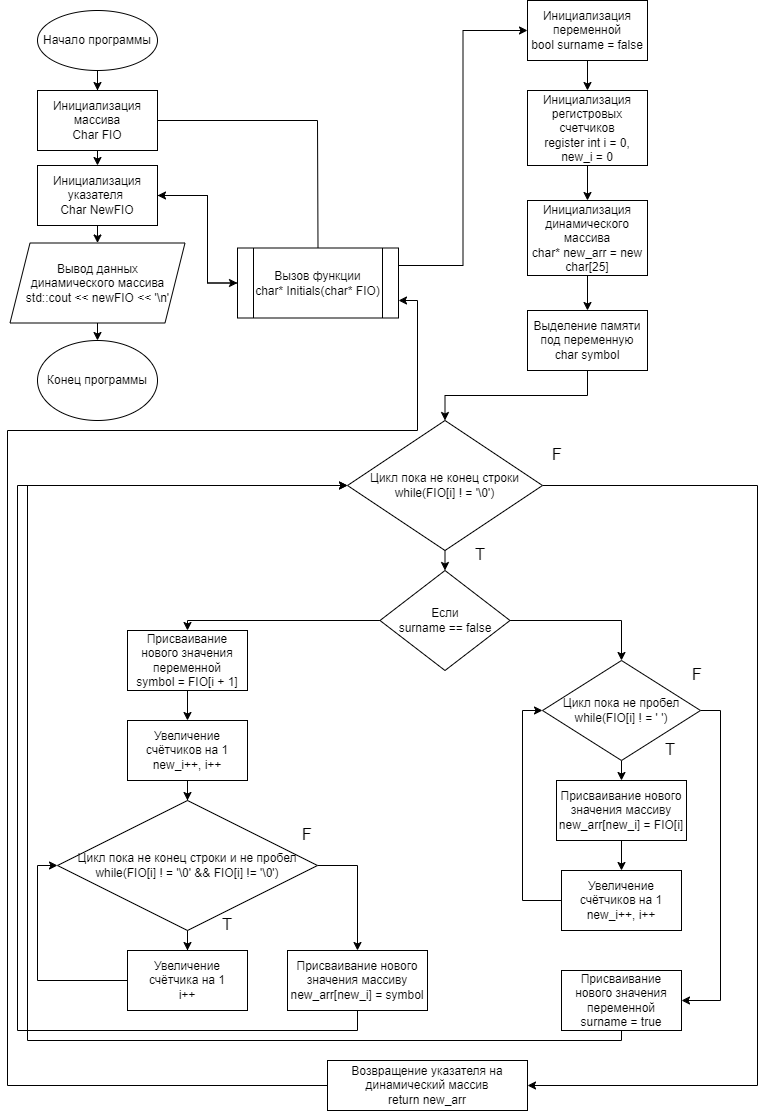 Начало программы
Инициализация
массива
Char FIO
Инициализация
указателя
Char NewFIO
Вывод данных
динамического массива
std::cout << newFIO << '\n'
Конец программы
Вызов функции
char* Initials(char* FIO)
Инициализация
переменной
bool surname = false
Инициализация
регистровых
счетчиков
register int i = 0,
new_i = 0
Инициализация
динамического
массива
char* new_arr = new
char[25]
Выделение памяти
под переменную
char symbol
Цикл пока не конец строки
while(FIO[i] ! = '\0')
F
T
Если
surname == false
Присваивание
нового значения
переменной
symbol = FIO[i + 1]
Увеличение
счётчиков на 1
new_i++, i++
Цикл пока не конец строки и не пробел
while(FIO[i] ! = '\0' && FIO[i] != '\0')
F
T
Увеличение
счётчика на 1
i++
Присваивание нового
значения массиву
new_arr[new_i] = symbol
Цикл пока не пробел
while(FIO[i] ! = ' ')
F
T
Присваивание нового
значения массиву
new_arr[new_i] = FIO[i]
Увеличение
счётчиков на 1
new_i++, i++
Присваивание
нового значения
переменной
surname = true
Возвращение указателя на
динамический массив
return new_arr